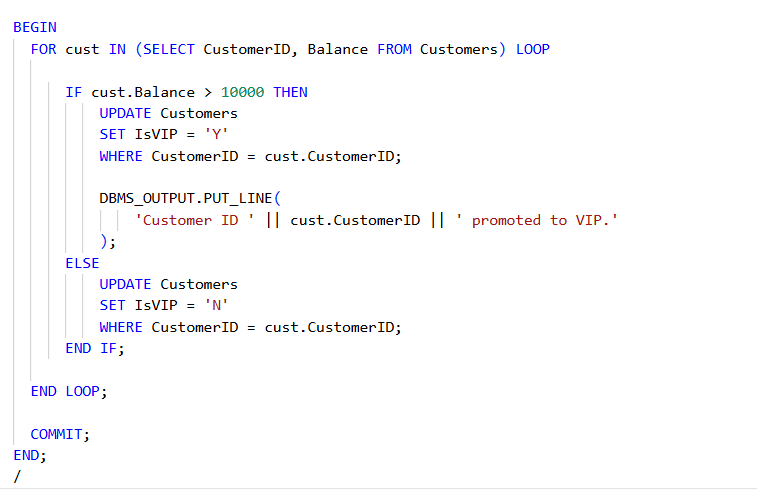 BEGIN
FOR cust IN (SELECT CustomerID, Balance FROM Customers) LOOP
IF cust.Balance > 10000 THEN
UPDATE Customers
SET IsVIP = 'Y'
WHERE CustomerID = cust.CustomerID;
DBMS_OUTPUT.PUT_LINE(
'Customer ID ' || cust.CustomerID || ' promoted to VIP.'
);
ELSE
UPDATE Customers
SET IsVIP = 'N'
WHERE CustomerID = cust.CustomerID;
END IF;
END LOOP;
COMMIT;
END;
/